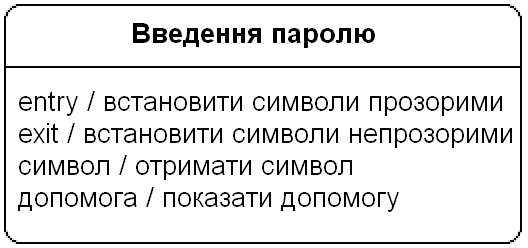 Введення паролю
entry / встановити символи прозорими
exit / встановити символи непрозорими
символ / отримати символ
допомога / показати допомогу